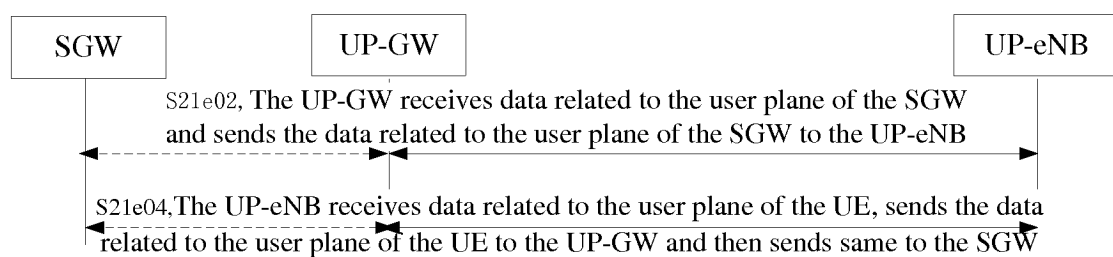 SGW
UP-GW
UP-eNB
S21e02, The UP-GW receives data related to the user plane of the SGW
and sends the data related to the user plane of the SGW to the UP-eNB
S21e04,The UP-eNB receives data related to the user plane of the UE, sends the data
related to the user plane of the UE to the UP-GW and then sends same to the SGW